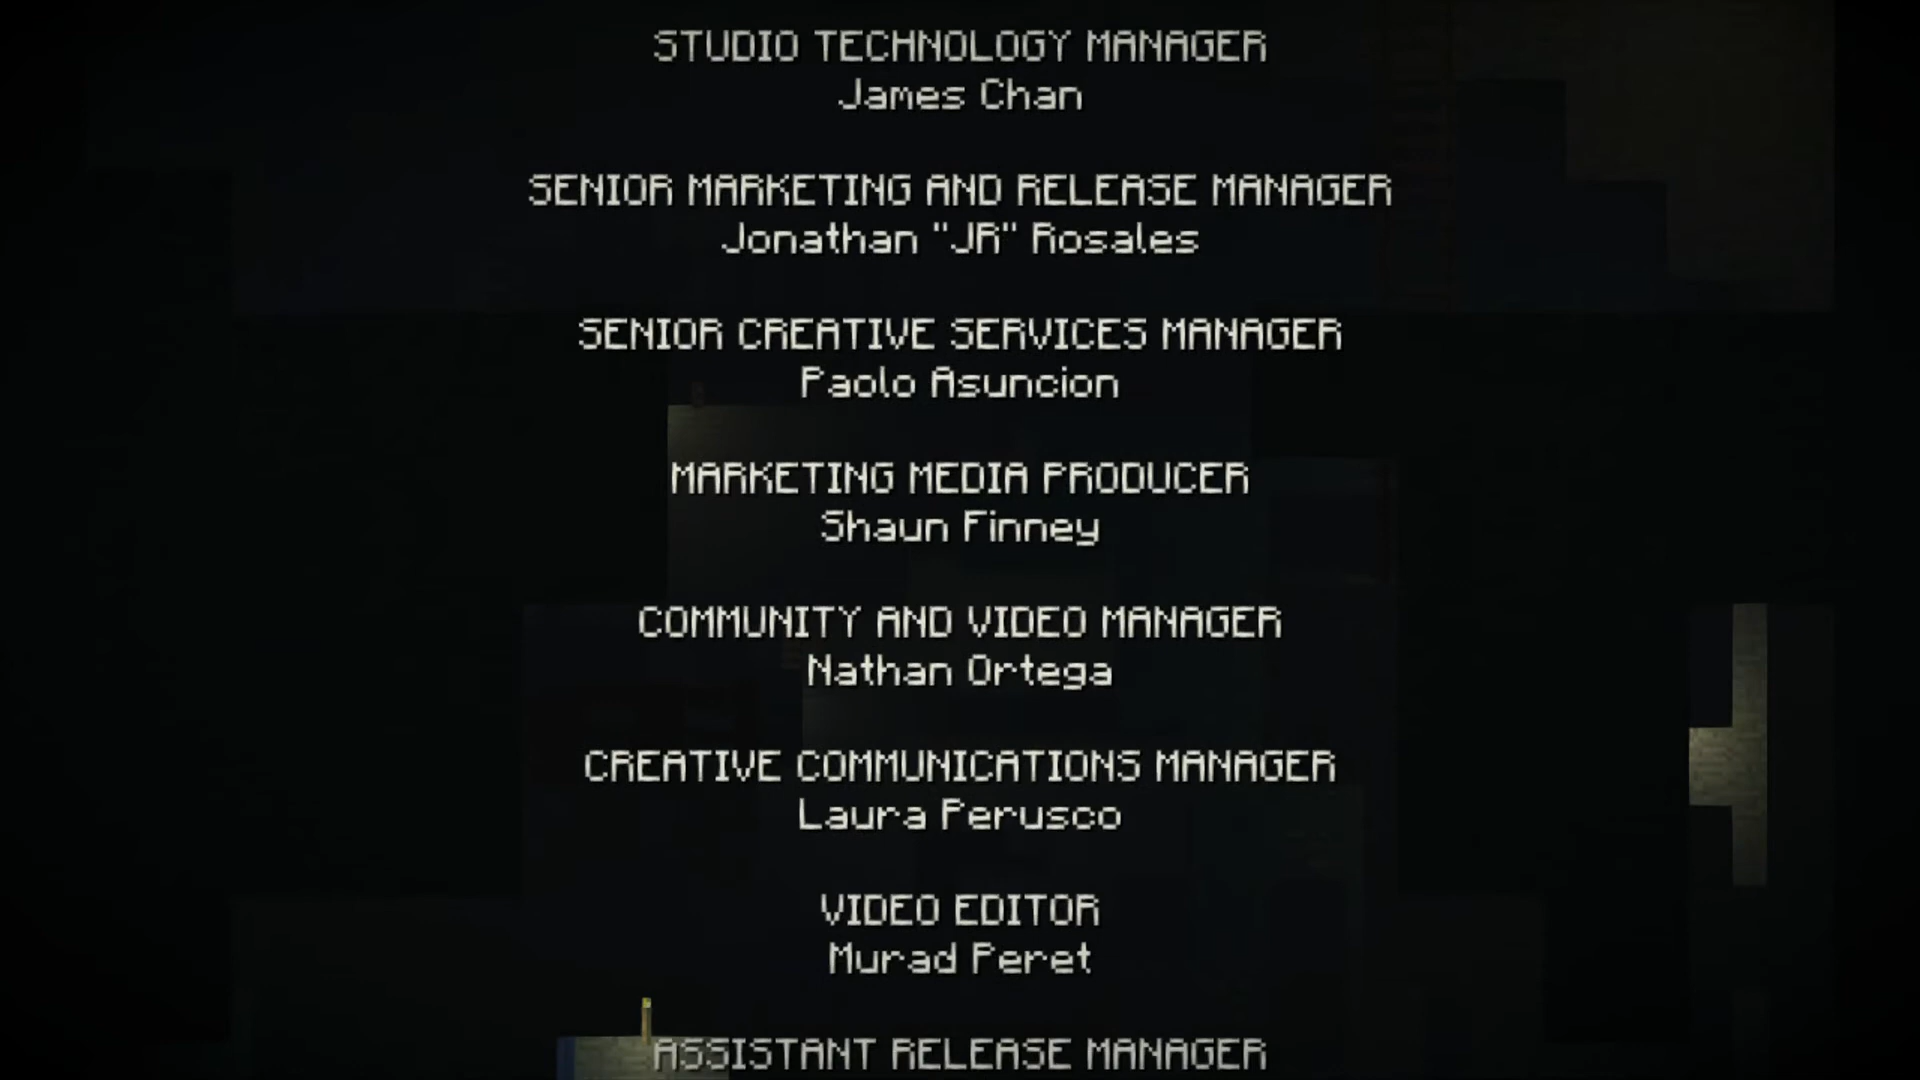 STUDIO TECHNOLOGY MANAGER
James Chan
SENIOR MARKETING AND RELEASE MANAGER
Jonathan "JR" Rosales
SENIOR CREATIVE SERVICES MANAGER
Paolo Asuncion
MARKETING MEDIA PRODUCER
Shaun Finney
COMMUNITY AND VIDEO MANAGER
Nathan Ortega
CREATIVE COMMUNICATIONS MANAGER
Laura Perusco
VIDEO EDITOR
Murad Peret
ASSISTANT RELEASE MANAGER